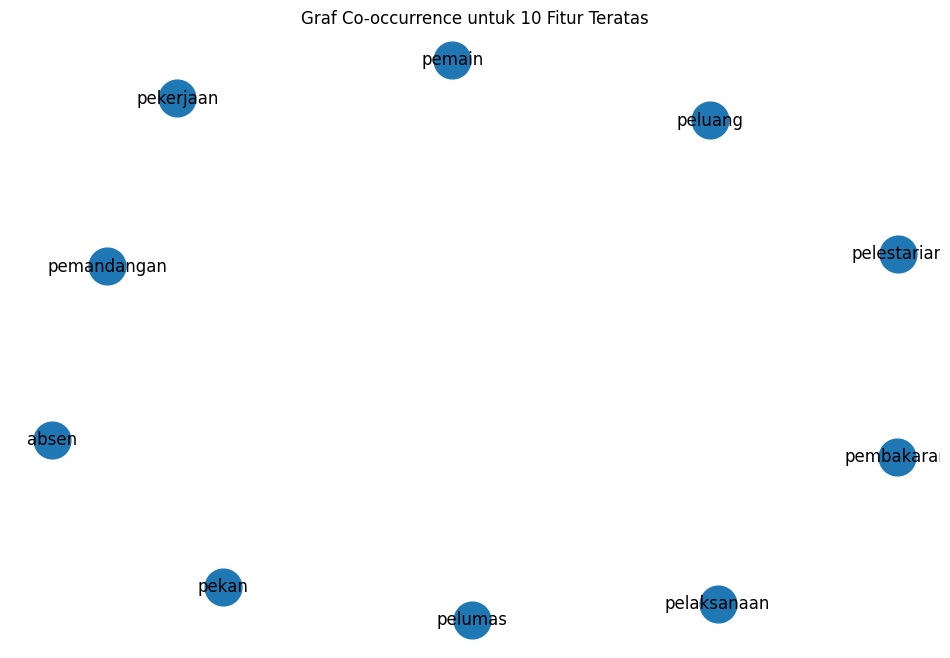 Graf Co-occurrence untuk 10 Fitur Teratas
pemain
pekerjaan
peluang
pelestarian
pemandangan
absen
pembakaran
pekan
pelaksanaan
pelumas